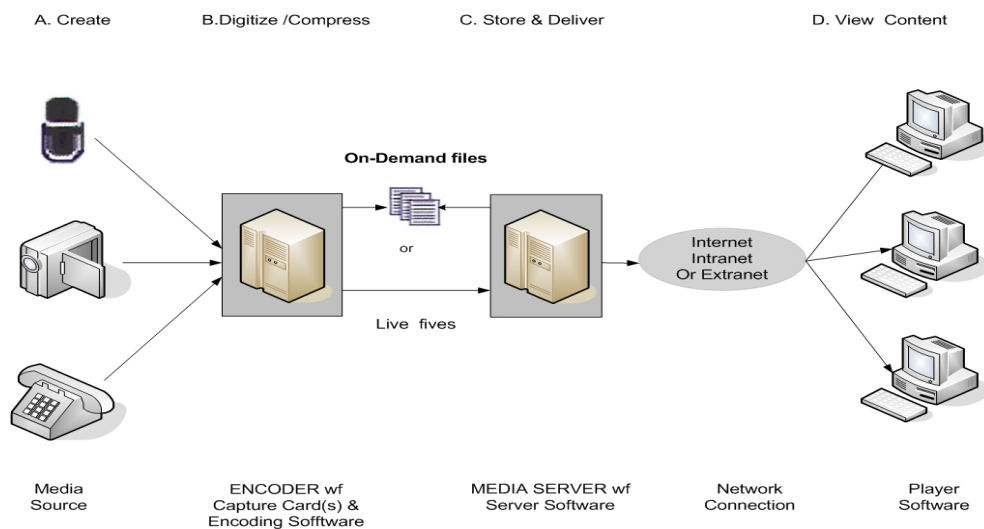 A. Create
B.Digitize /Compress
C. Store & Deliver
D. View Content
On-Demand files
or
Live fives
Internet
Intranet
Or Extranet
Media
Source
ENCODER wf
Capture Card(s) &
Encoding Sofftware
MEDIA SERVER wf
Server Software
Network
Connection
Player
Software